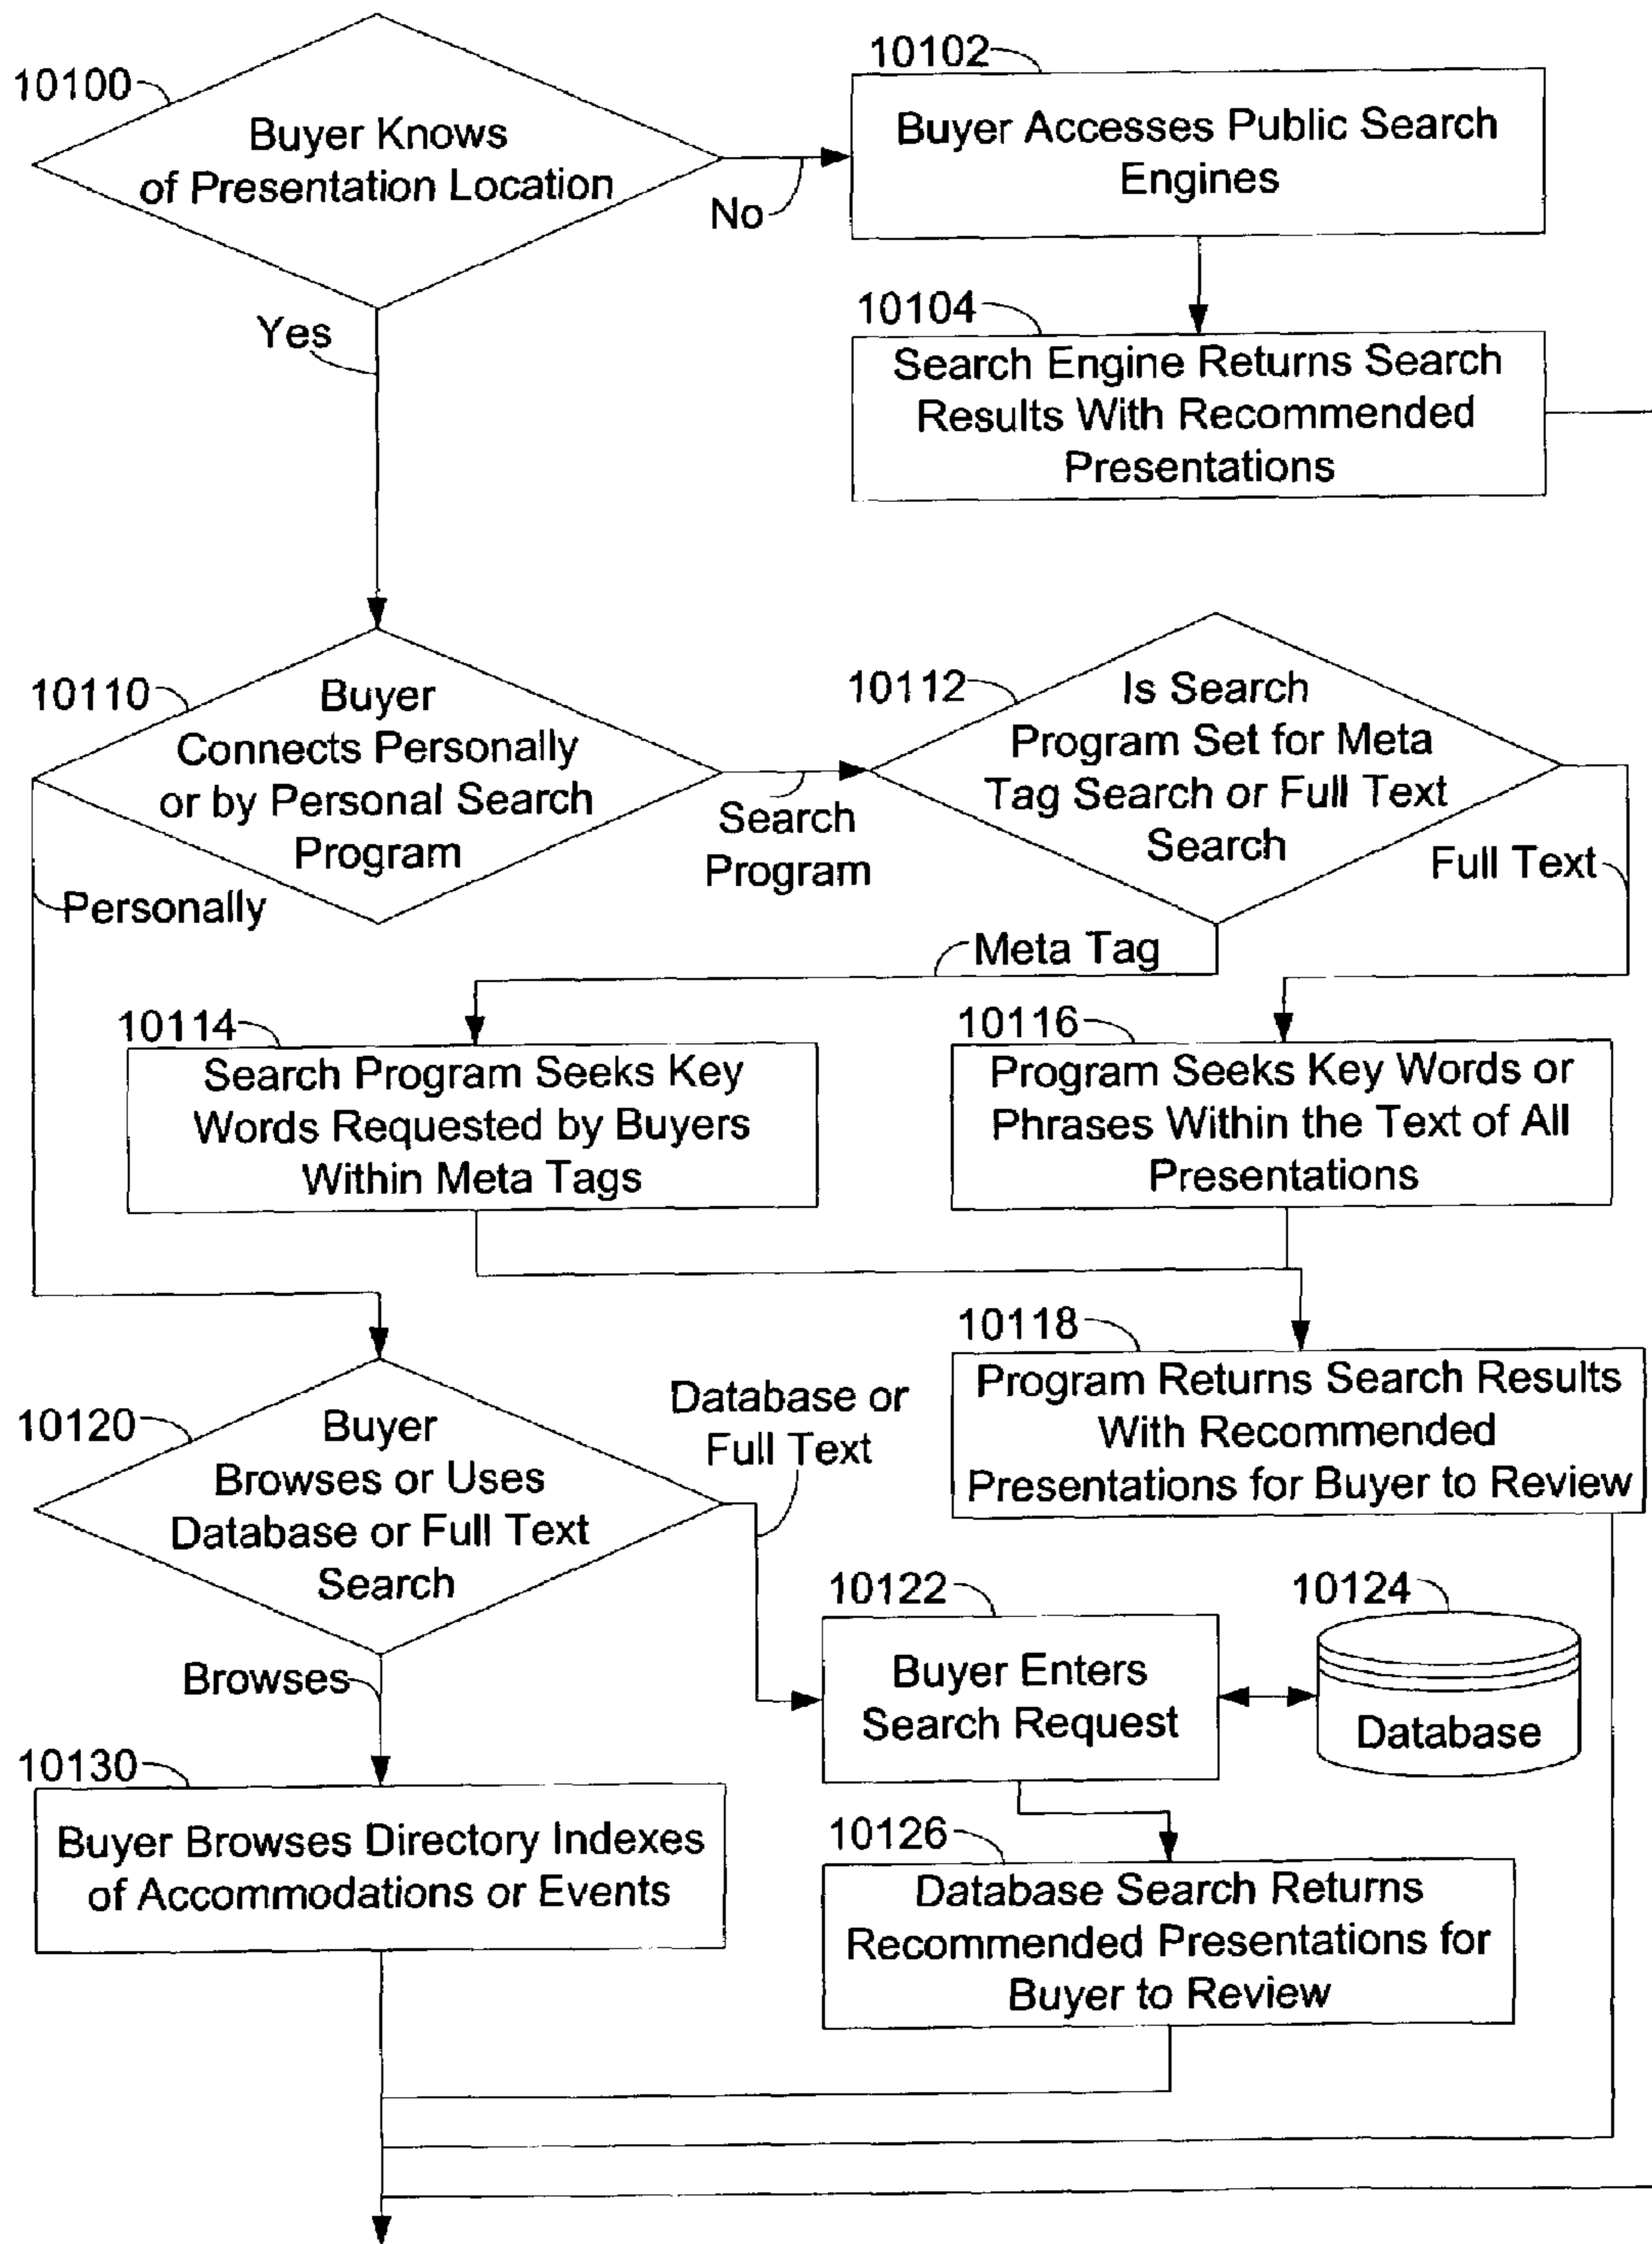 10100
Buyer Knows
of Presentation Location
No
Yes
10102
Buyer Accesses Public Search
Engines
10104
Search Engine Returns Search
Results With Recommended
Presentations
10110
Buyer
Connects Personally
or by Personal Search
Program
Search
Program
Personally
10112
Is Search
Program Set for Meta
Tag Search or Full Text
Search
Full Text
Meta Tag
10114
Search Program Seeks Key
Words Requested by Buyers
Within Meta Tags
10116
Program Seeks Key Words or
Phrases Within the Text of All
Presentations
10118
Program Returns Search Results
With Recommended
Presentations for Buyer to Review
10120
Buyer
Browses or Uses
Database or Full Text
Search
Database or
Full Text
Browses
10122
Buyer Enters
Search Request
10124
Database
10126
Database Search Returns
Recommended Presentations for
Buyer to Review
10130
Buyer Browses Directory Indexes
of Accommodations or Events